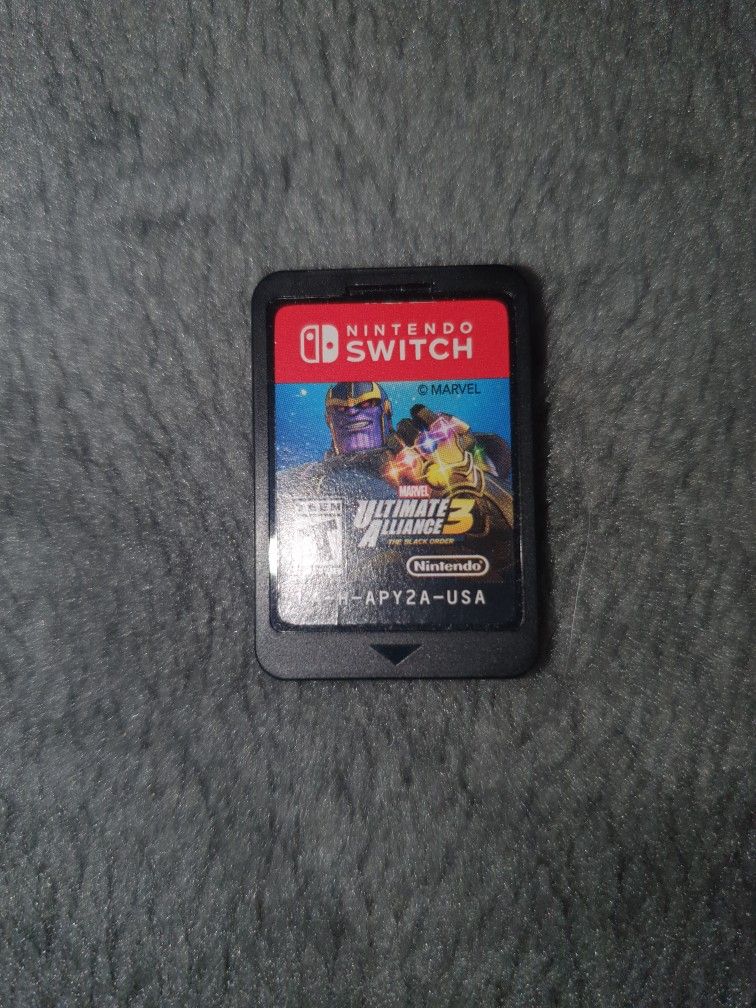 NINTENDO
SWITCH
© MARVEL
MARVEL
TEEN
ULTIMATE
ALLIANCE 3
THE BLACK ORDER
Nintendo
-H-APY2A-USA